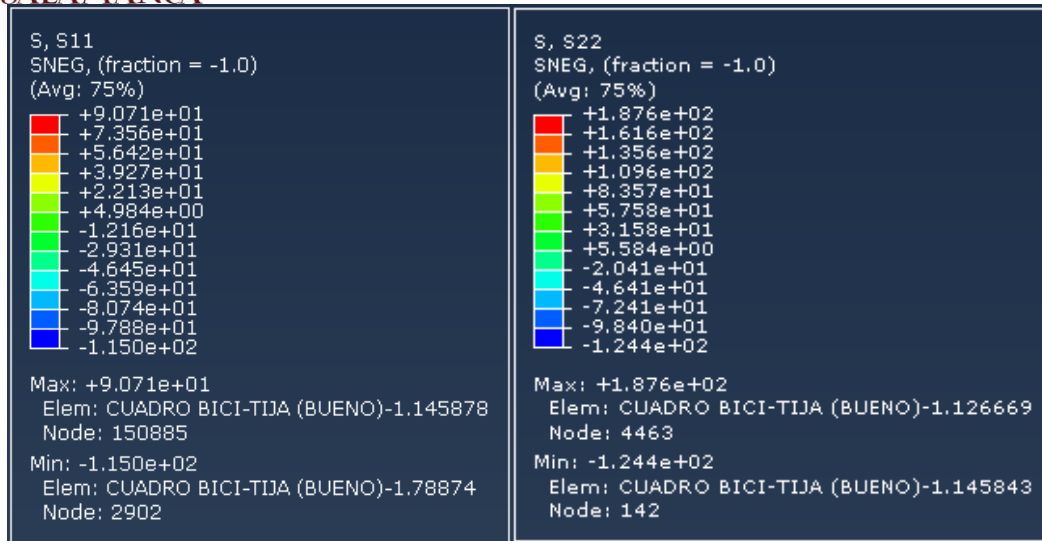 S, S11
SNEG, (fraction = -1.0)
(Avg: 75%)
+9.071e+01
+7.356e+01
+5.642e+01
+3.927e+01
+2.213e+01
+4.984e+00
-1.216e+01
-2.931e+01
-4.645e+01
-6.359e+01
-8.074e+01
-9.788e+01
-1.150e+02
Max: +9.071e+01
Elem: CUADRO BICI-TIJA (BUENO)-1.145878
Node: 150885
Min: -1.150e+02
Elem: CUADRO BICI-TIJA (BUENO)-1.78874
Node: 2902
S, S22
SNEG, (fraction = -1.0)
(Avg: 75%)
+1.876e+02
+1.616e+02
+1.356e+02
+1.096e+02
+8.357e+01
+5.758e+01
+3.158e+01
+5.584e+00
-2.041e+01
-4.641e+01
-7.241e+01
-9.840e+01
-1.244e+02
Max: +1.876e+02
Elem: CUADRO BICI-TIJA (BUENO)-1.126669
Node: 4463
Min: -1.244e+02
Elem: CUADRO BICI-TIJA (BUENO)-1.145843
Node: 142